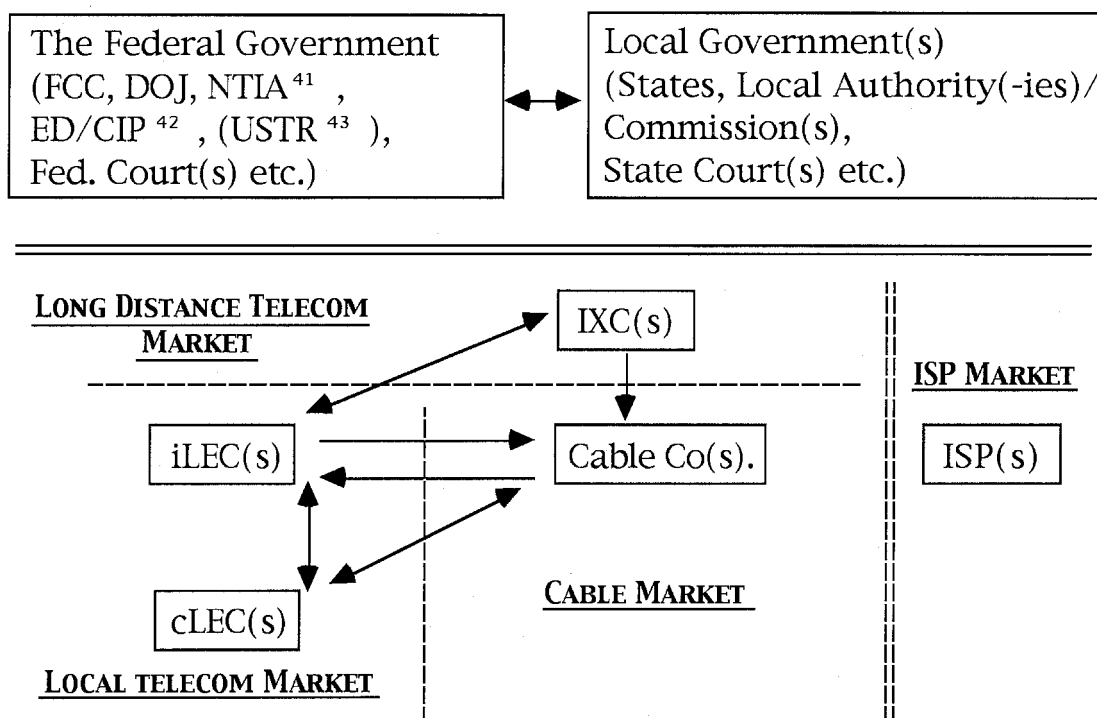 The Federal Government
(FCC, DOJ, NTIA 41 ,
ED/CIP 42 , (USTR 43 ),
Fed. Court(s) etc.)
Local Government(s)
(States, Local Authority(-ies)/
Commission(s),
State Court(s) etc.)
LONG DISTANCE TELECOM
MARKET
IXC(s)
ISP MARKET
iLEC(s)
Cable Co(s).
ISP(s)
CABLE MARKET
cLEC(s)
LOCAL TELECOM MARKET